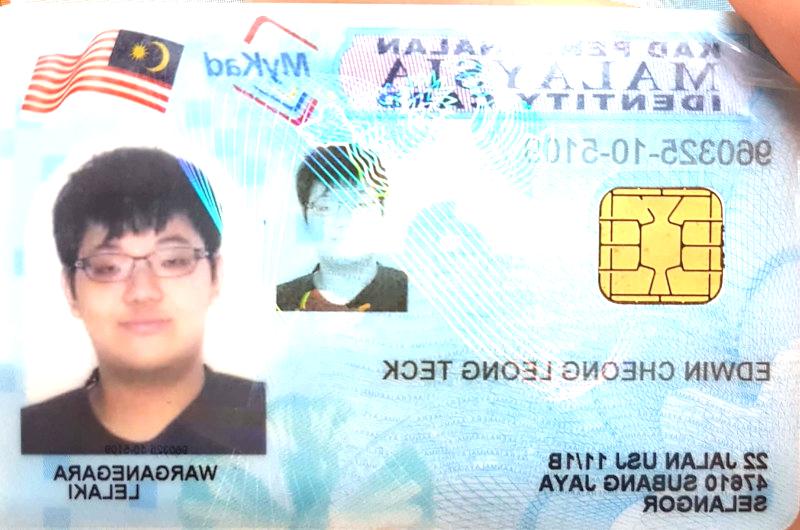 KAD PENGENALAN
MALAYSIA
IDENTITY CARD
MyKad
960325-10-5109
EDWIN CHEONG LEONG TECK
22 JALAN USJ 11/1B
47610 SUBANG JAYA
SELANGOR
960325-10-5109
WARGANEGARA
LELAKI